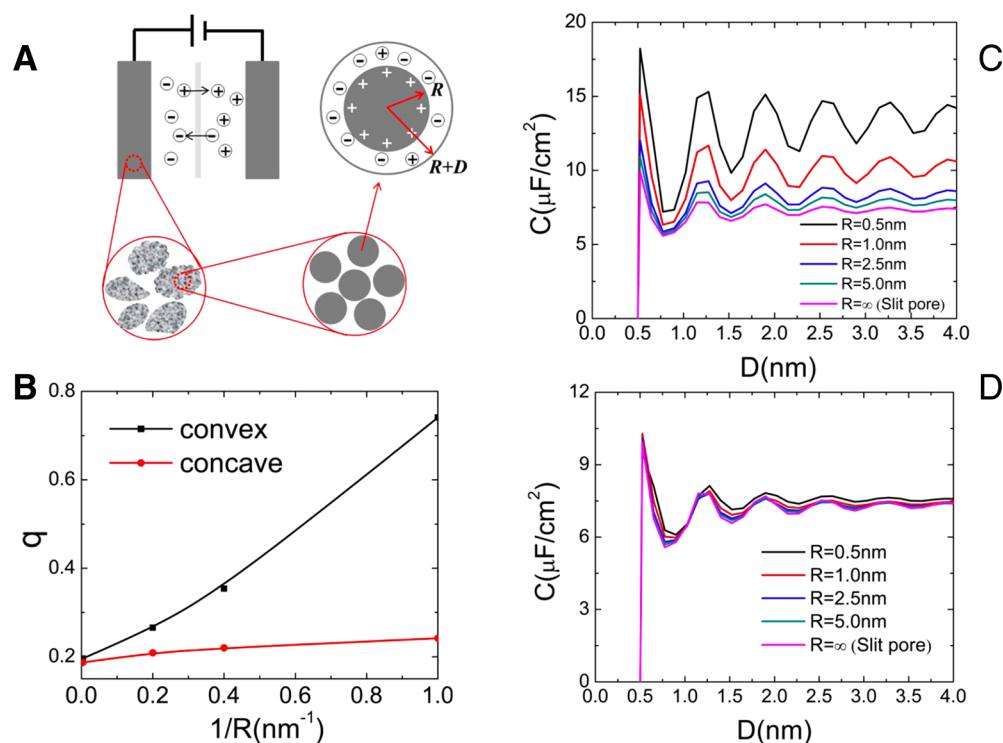 A
R
R+D
B
0.8
0.6
0.4
0.2
q
convex
concave
0.0 0.2 0.4 0.6 0.8 1.0
1/R(nm⁻¹)
C
20
15
10
5
0
C(μF/cm²)
R=0.5nm
R=1.0nm
R=2.5nm
R=5.0nm
R=∞ (Slit pore)
0.0 0.5 1.0 1.5 2.0 2.5 3.0 3.5 4.0
D(nm)
D
12
9
6
3
0
C(μF/cm²)
R=0.5nm
R=1.0nm
R=2.5nm
R=5.0nm
R=∞ (Slit pore)
0.0 0.5 1.0 1.5 2.0 2.5 3.0 3.5 4.0
D(nm)